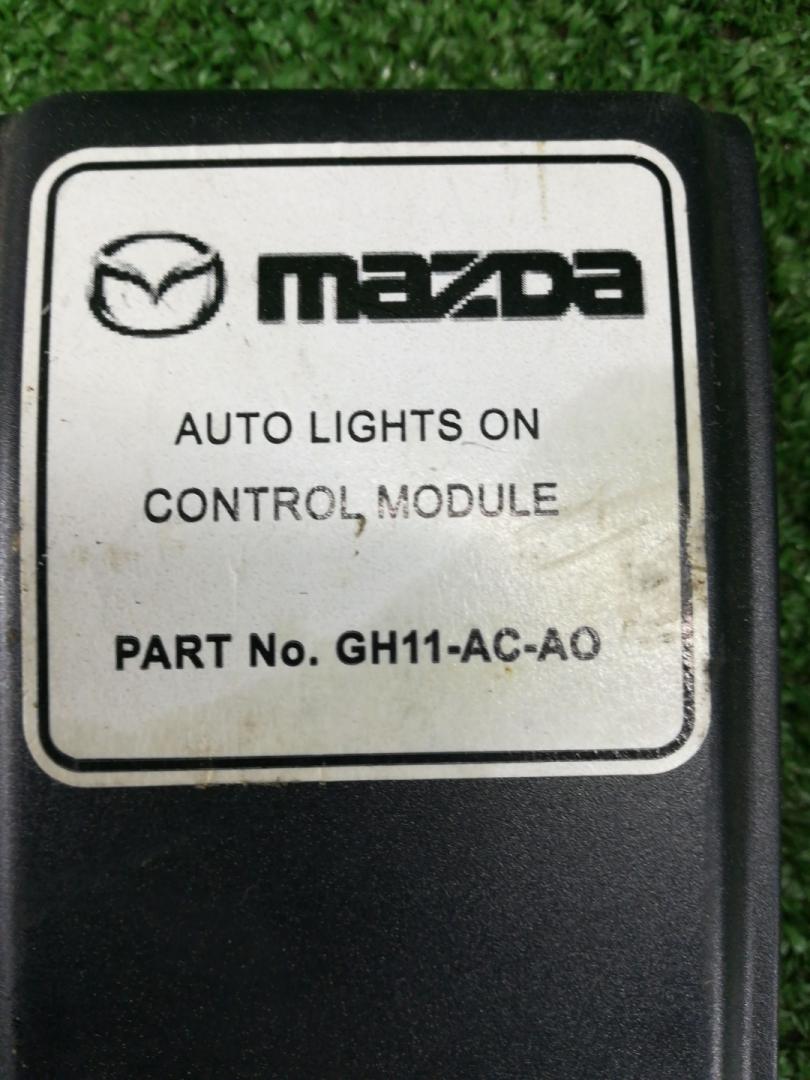 mazda
AUTO LIGHTS ON
CONTROL MODULE
PART No. GH11-AC-AO